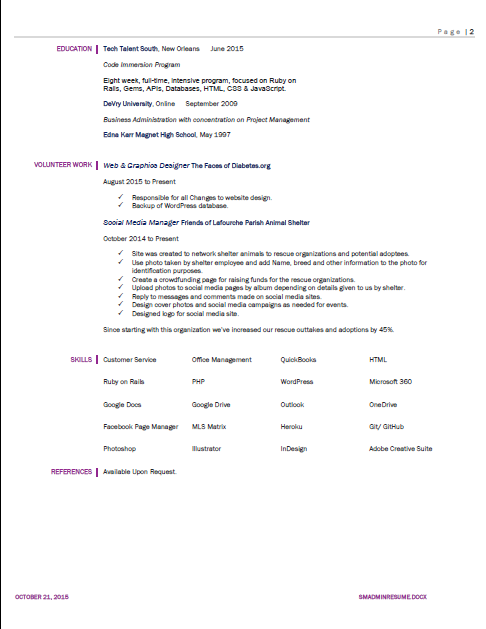 Page | 2
EDUCATION Tech Talent South, New Orleans June 2015
Code Immersion Program
Eight week, full-time, intensive program, focused on Ruby on
Rails, Gems, APIs, Databases, HTML, CSS & JavaScript.
DeVry University, Online September 2009
Business Administration with concentration on Project Management
Edna Karr Magnet High School, May 1997
VOLUNTEER WORK Web & Graphics Designer The Faces of Diabetes.org
August 2015 to Present
✓ Responsible for all Changes to website design.
✓ Backup of WordPress database.
Social Media Manager Friends of Lafourche Parish Animal Shelter
October 2014 to Present
✓ Site was created to network shelter animals to rescue organizations and potential adoptees.
✓ Use photo taken by shelter employee and add Name, breed and other information to the photo for
identification purposes.
✓ Create a crowdfunding page for raising funds for the rescue organizations.
✓ Upload photos to social media pages by album depending on details given to us by shelter.
✓ Reply to messages and comments made on social media sites.
✓ Design cover photos and social media campaigns as needed for events.
✓ Designed logo for social media site.
Since starting with this organization we've increased our rescue outtakes and adoptions by 45%.
SKILLS Customer Service Office Management QuickBooks HTML
Ruby on Rails PHP WordPress Microsoft 360
Google Docs Google Drive Outlook OneDrive
Facebook Page Manager MLS Matrix Heroku Git/ GitHub
Photoshop Illustrator InDesign Adobe Creative Suite
REFERENCES Available Upon Request.
OCTOBER 21, 2015 SMADMINRESUME.DOCX